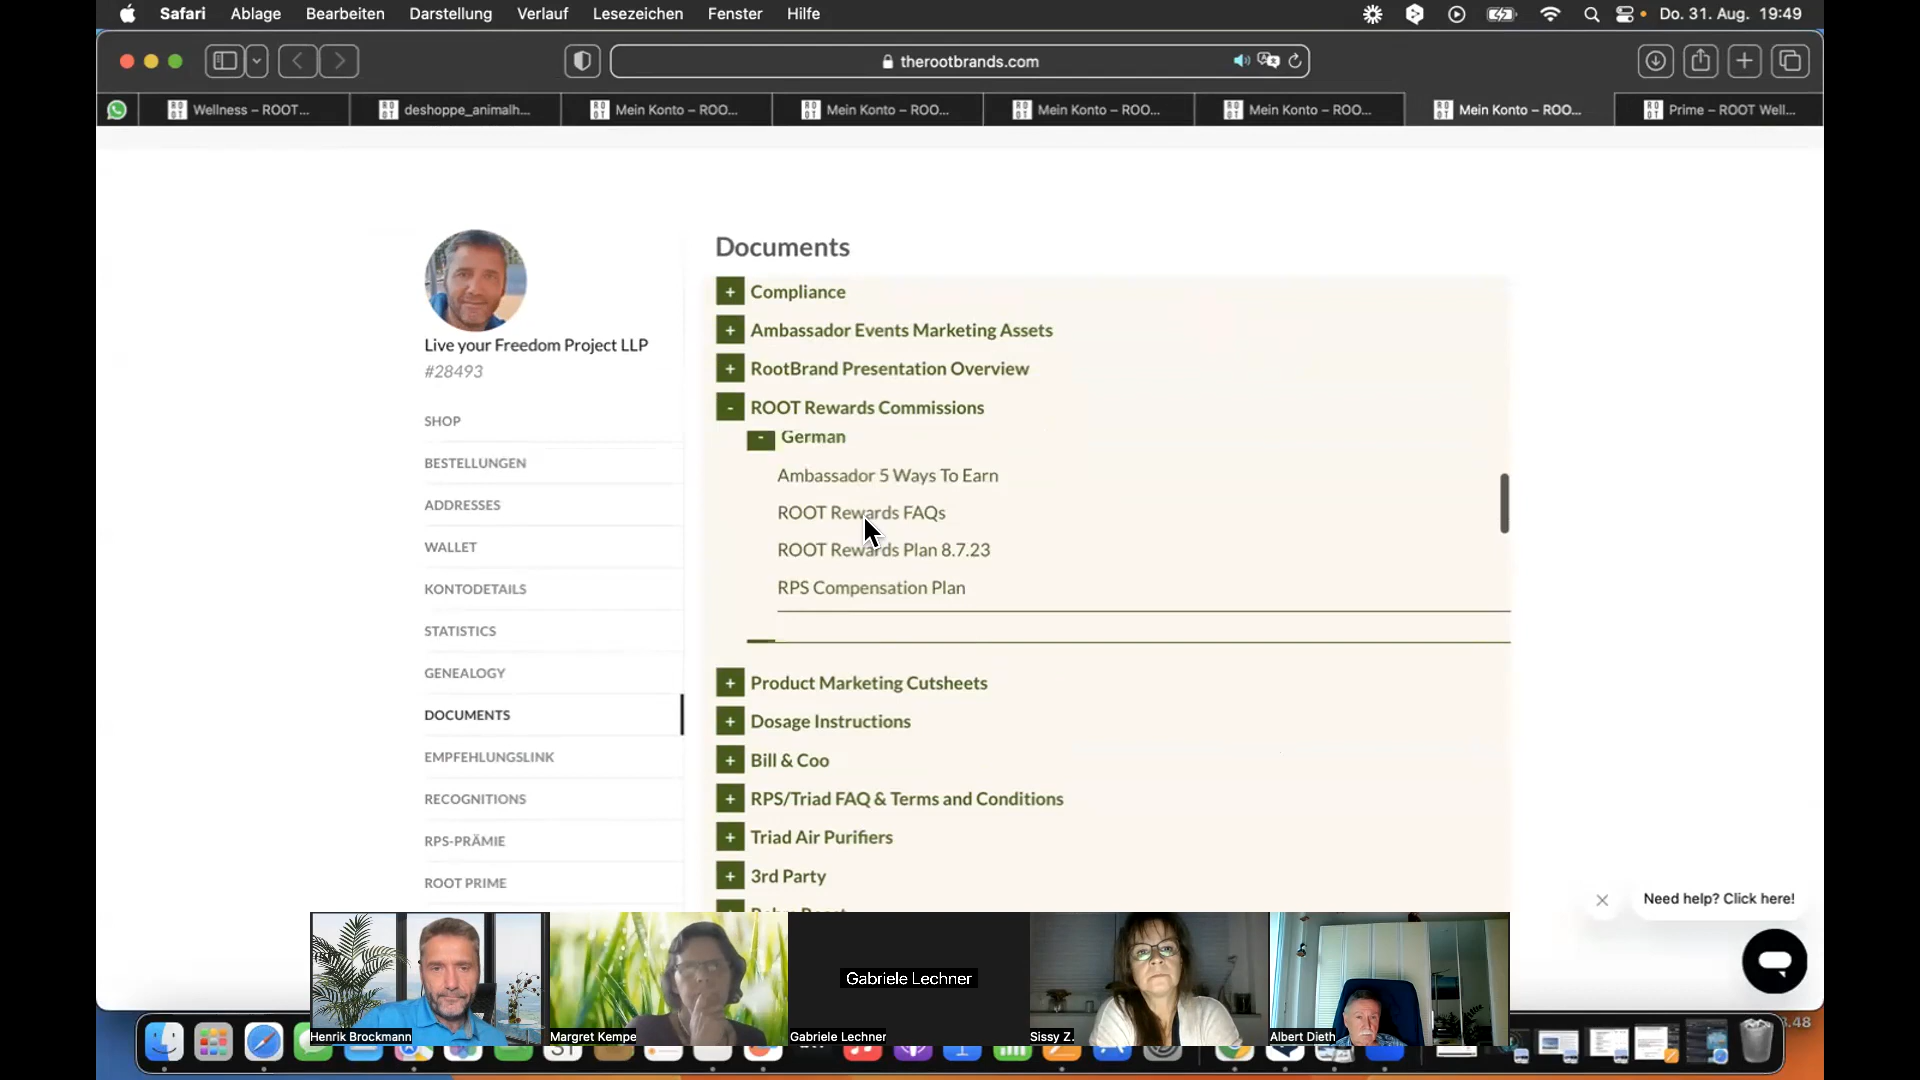 Safari Ablage Bearbeiten Darstellung Verlauf Lesezeichen Fenster Hilfe Do. 31. Aug. 19:49
therootbrands.com
Wellness – ROOT... deshoppe_animalh... Mein Konto – ROO... Mein Konto – ROO... Mein Konto – ROO... Mein Konto – ROO... Mein Konto – ROO... Prime – ROOT Well...
Documents
Live your Freedom Project LLP
#28493
SHOP
BESTELLUNGEN
ADDRESSES
WALLET
KONTODETAILS
STATISTICS
GENEALOGY
DOCUMENTS
EMPFEHLUNGSLINK
RECOGNITIONS
RPS-PRÄMIE
ROOT PRIME
+ Compliance
+ Ambassador Events Marketing Assets
+ RootBrand Presentation Overview
- ROOT Rewards Commissions
- German
Ambassador 5 Ways To Earn
ROOT Rewards FAQs
ROOT Rewards Plan 8.7.23
RPS Compensation Plan
+ Product Marketing Cutsheets
+ Dosage Instructions
+ Bill & Coo
+ RPS/Triad FAQ & Terms and Conditions
+ Triad Air Purifiers
+ 3rd Party
Need help? Click here!
Gabriele Lechner
Henrik Brockmann Margret Kempe Gabriele Lechner Sissy Z. Albert Dieth